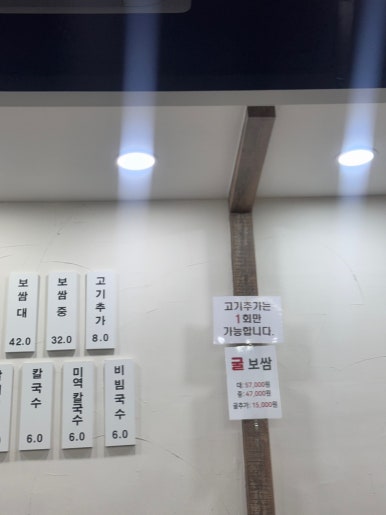 보쌈대
42.0
보쌈중
32.0
고기추가
8.0
칼국수
6.0
미역칼국수
6.0
비빔국수
6.0
고기추가는
1회만
가능합니다.
굴 보쌈
대: 57,000원
중: 47,000원
굴추가: 15,000원